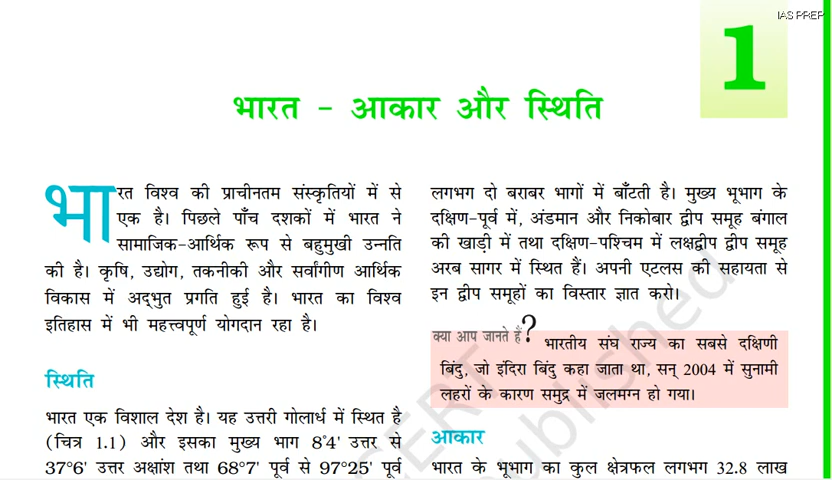 IAS PREP
1
भारत - आकार और स्थिति
भारत विश्व की प्राचीनतम संस्कृतियों में से
एक है। पिछले पाँच दशकों में भारत ने
सामाजिक-आर्थिक रूप से बहुमुखी उन्नति
की है। कृषि, उद्योग, तकनीकी और सर्वांगीण आर्थिक
विकास में अद्भुत प्रगति हुई है। भारत का विश्व
इतिहास में भी महत्त्वपूर्ण योगदान रहा है।
स्थिति
भारत एक विशाल देश है। यह उत्तरी गोलार्ध में स्थित है
(चित्र 1.1) और इसका मुख्य भाग 8°4' उत्तर से
37°6' उत्तर अक्षांश तथा 68°7' पूर्व से 97°25' पूर्व
लगभग दो बराबर भागों में बाँटती है। मुख्य भूभाग के
दक्षिण-पूर्व में, अंडमान और निकोबार द्वीप समूह बंगाल
की खाड़ी में तथा दक्षिण-पश्चिम में लक्षद्वीप द्वीप समूह
अरब सागर में स्थित हैं। अपनी एटलस की सहायता से
इन द्वीप समूहों का विस्तार ज्ञात करो।
क्या आप जानते हैं?
भारतीय संघ राज्य का सबसे दक्षिणी
बिंदु, जो इंदिरा बिंदु कहा जाता था, सन् 2004 में सुनामी
लहरों के कारण समुद्र में जलमग्न हो गया।
आकार
भारत के भूभाग का कुल क्षेत्रफल लगभग 32.8 लाख